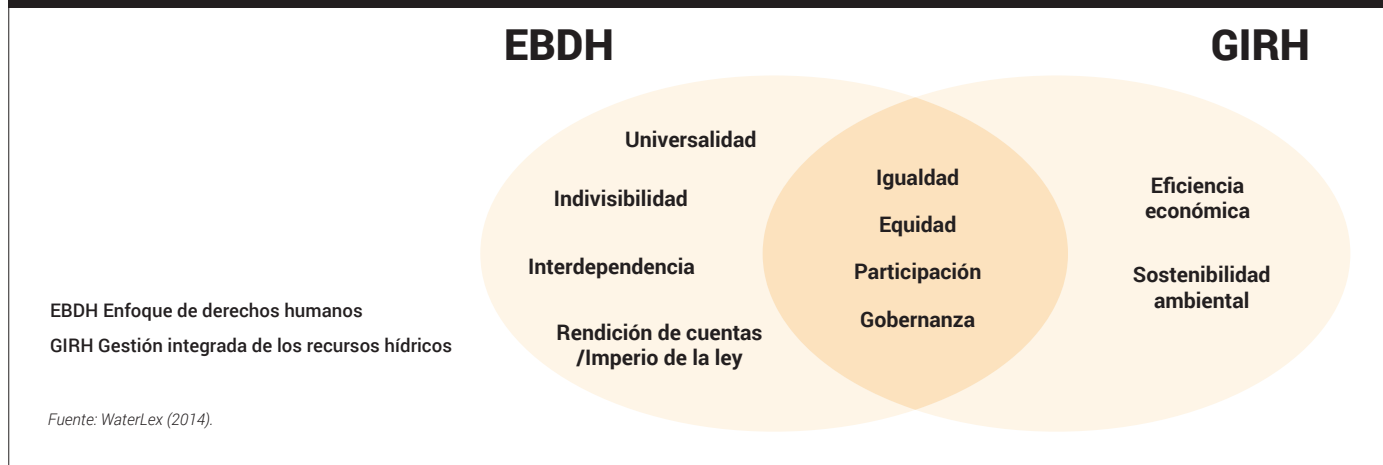 EBDH
GIRH
Universalidad
Indivisibilidad
Interdependencia
Rendición de cuentas
/Imperio de la ley
Igualdad
Equidad
Participación
Gobernanza
Eficiencia
económica
Sostenibilidad
ambiental
EBDH Enfoque de derechos humanos
GIRH Gestión integrada de los recursos hídricos
Fuente: WaterLex (2014).